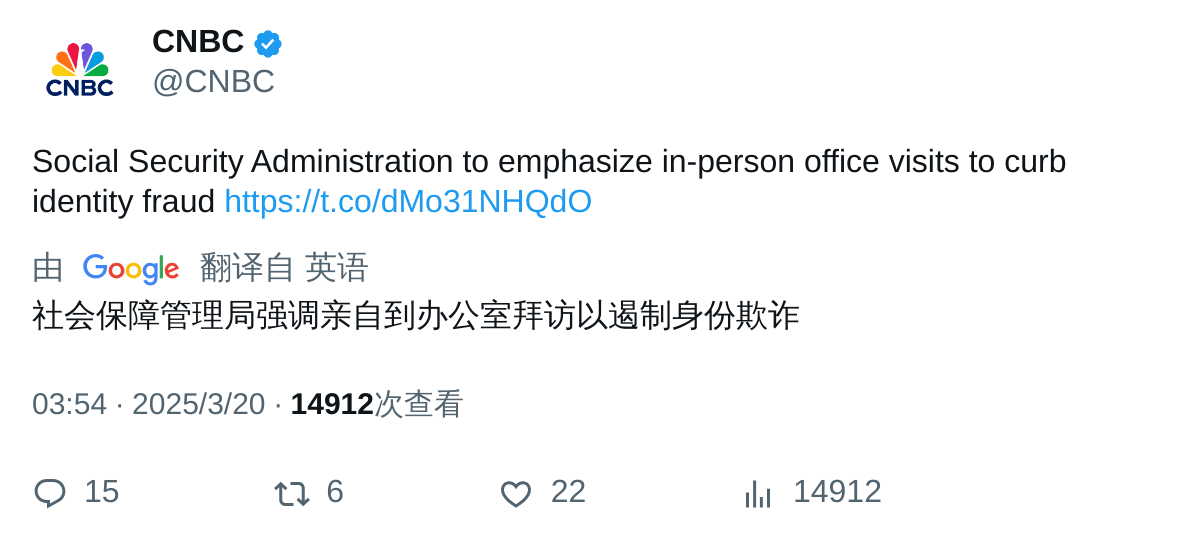 CNBC
CNBC
@CNBC
Social Security Administration to emphasize in-person office visits to curb
identity fraud https://t.co/dMo31NHQdO
由 Google 翻译自 英语
社会保障管理局强调亲自到办公室拜访以遏制身份欺诈
03:54 · 2025/3/20 · 14912次查看
15 6 22 14912